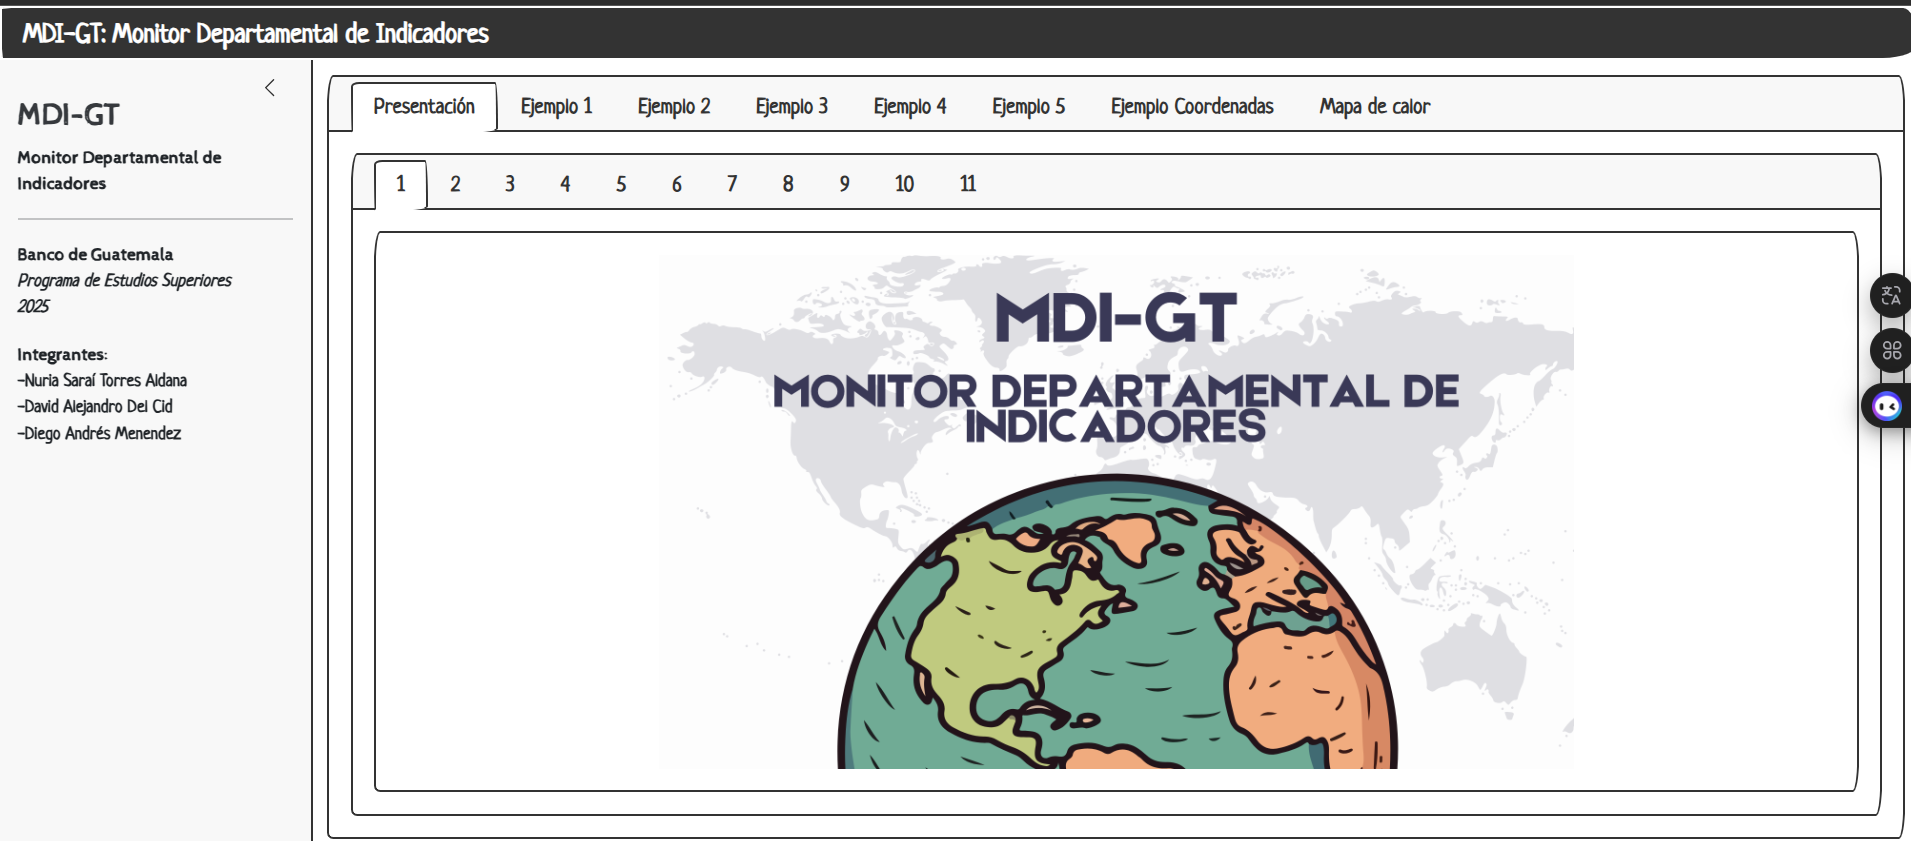 MDI-GT: Monitor Departamental de Indicadores
MDI-GT
Monitor Departamental de
Indicadores
Banco de Guatemala
Programa de Estudios Superiores
2025
Integrantes:
-Nuria Saraí Torres Aldana
-David Alejandro Del Cid
-Diego Andrés Menendez
Presentación Ejemplo 1 Ejemplo 2 Ejemplo 3 Ejemplo 4 Ejemplo 5 Ejemplo Coordenadas Mapa de calor
1 2 3 4 5 6 7 8 9 10 11
MDI-GT
MONITOR DEPARTAMENTAL DE
INDICADORES